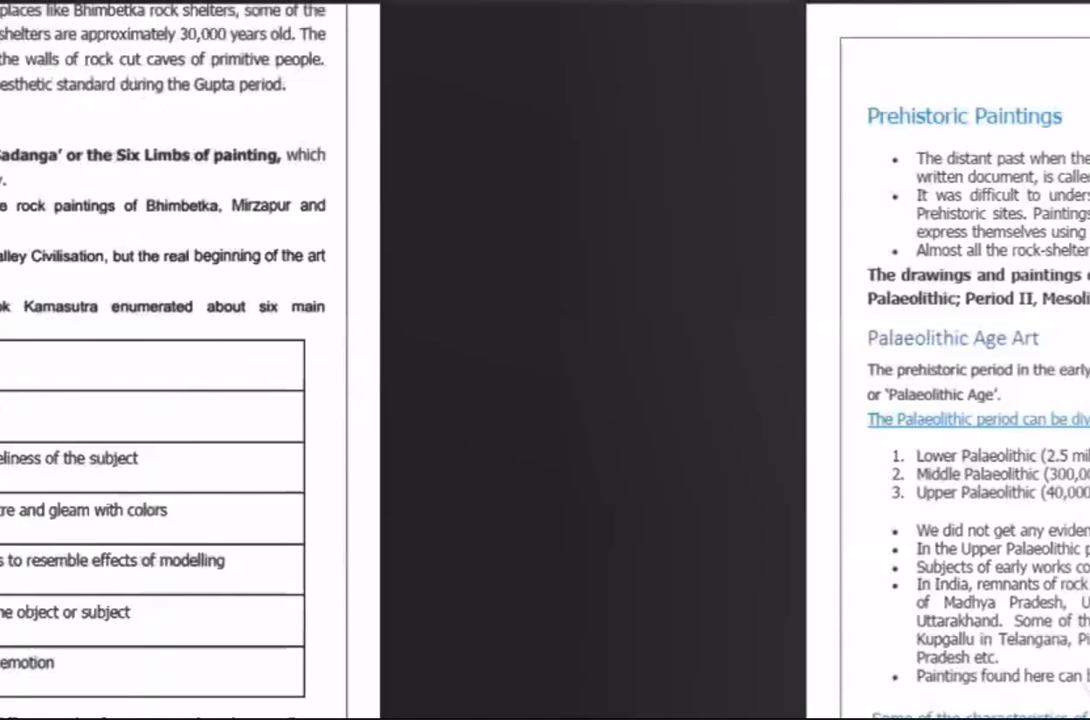 places like Bhimbetka rock shelters, some of the
shelters are approximately 30,000 years old. The
the walls of rock cut caves of primitive people.
esthetic standard during the Gupta period.
adanga' or the Six Limbs of painting, which
rock paintings of Bhimbetka, Mirzapur and
alley Civilisation, but the real beginning of the art
ok Kamasutra enumerated about six main
eliness of the subject
tre and gleam with colors
s to resemble effects of modelling
he object or subject
emotion
Prehistoric Paintings
• The distant past when the
written document, is calle
• It was difficult to unders
Prehistoric sites. Paintings
express themselves using
• Almost all the rock-shelter
The drawings and paintings
Palaeolithic; Period II, Mesoli
Palaeolithic Age Art
The prehistoric period in the early
or 'Palaeolithic Age'.
The Palaeolithic period can be div
1. Lower Palaeolithic (2.5 mil
2. Middle Palaeolithic (300,00
3. Upper Palaeolithic (40,000
• We did not get any eviden
• In the Upper Palaeolithic p
• Subjects of early works co
• In India, remnants of rock
of Madhya Pradesh, U
Uttarakhand. Some of th
Kupgallu in Telangana, Pi
Pradesh etc.
• Paintings found here can b
Some of the characteristics of